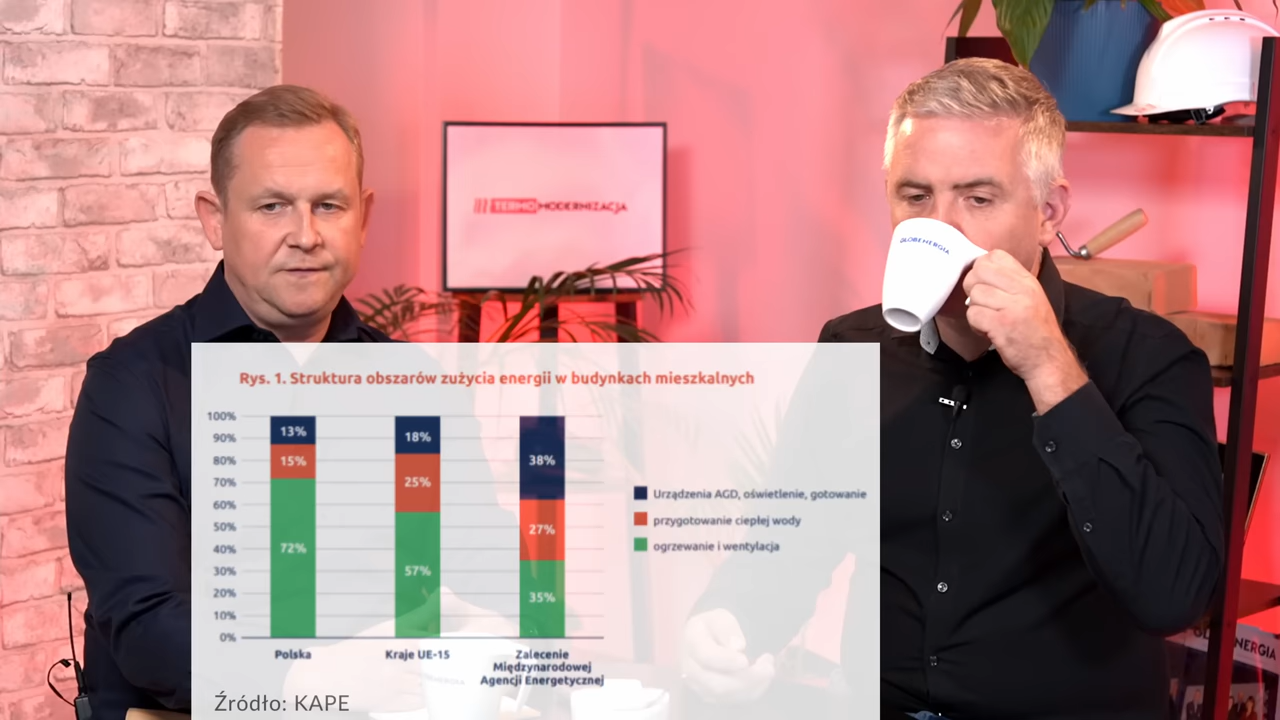 TERMOMODERNIZACJA
GLOBENERGIA
Rys. 1. Struktura obszarów zużycia energii w budynkach mieszkalnych
100%
90%
80%
70%
60%
50%
40%
30%
20%
10%
0%
13%
15%
72%
18%
25%
57%
38%
27%
35%
Polska
Kraje UE-15
Zalecenie
Międzynarodowej
Agencji Energetycznej
Urządzenia AGD, oświetlenie, gotowanie
przygotowanie ciepłej wody
ogrzewanie i wentylacja
Źródło: KAPE